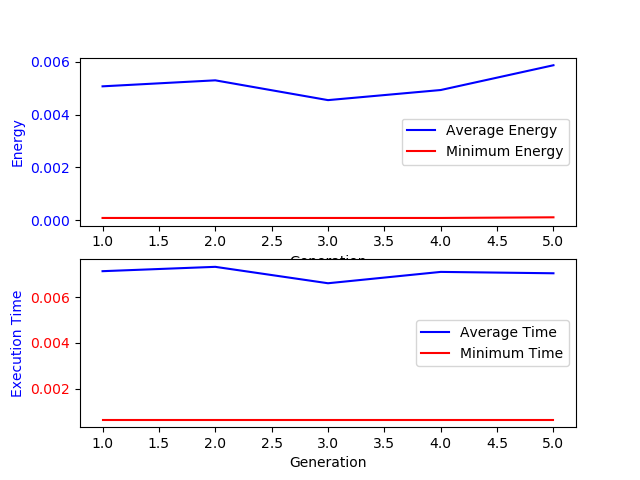 0.006
0.004
0.002
0.000
Energy
Average Energy
Minimum Energy
1.0 1.5 2.0 2.5 3.0 3.5 4.0 4.5 5.0
Generation
0.006
0.004
0.002
Execution Time
Average Time
Minimum Time
1.0 1.5 2.0 2.5 3.0 3.5 4.0 4.5 5.0
Generation